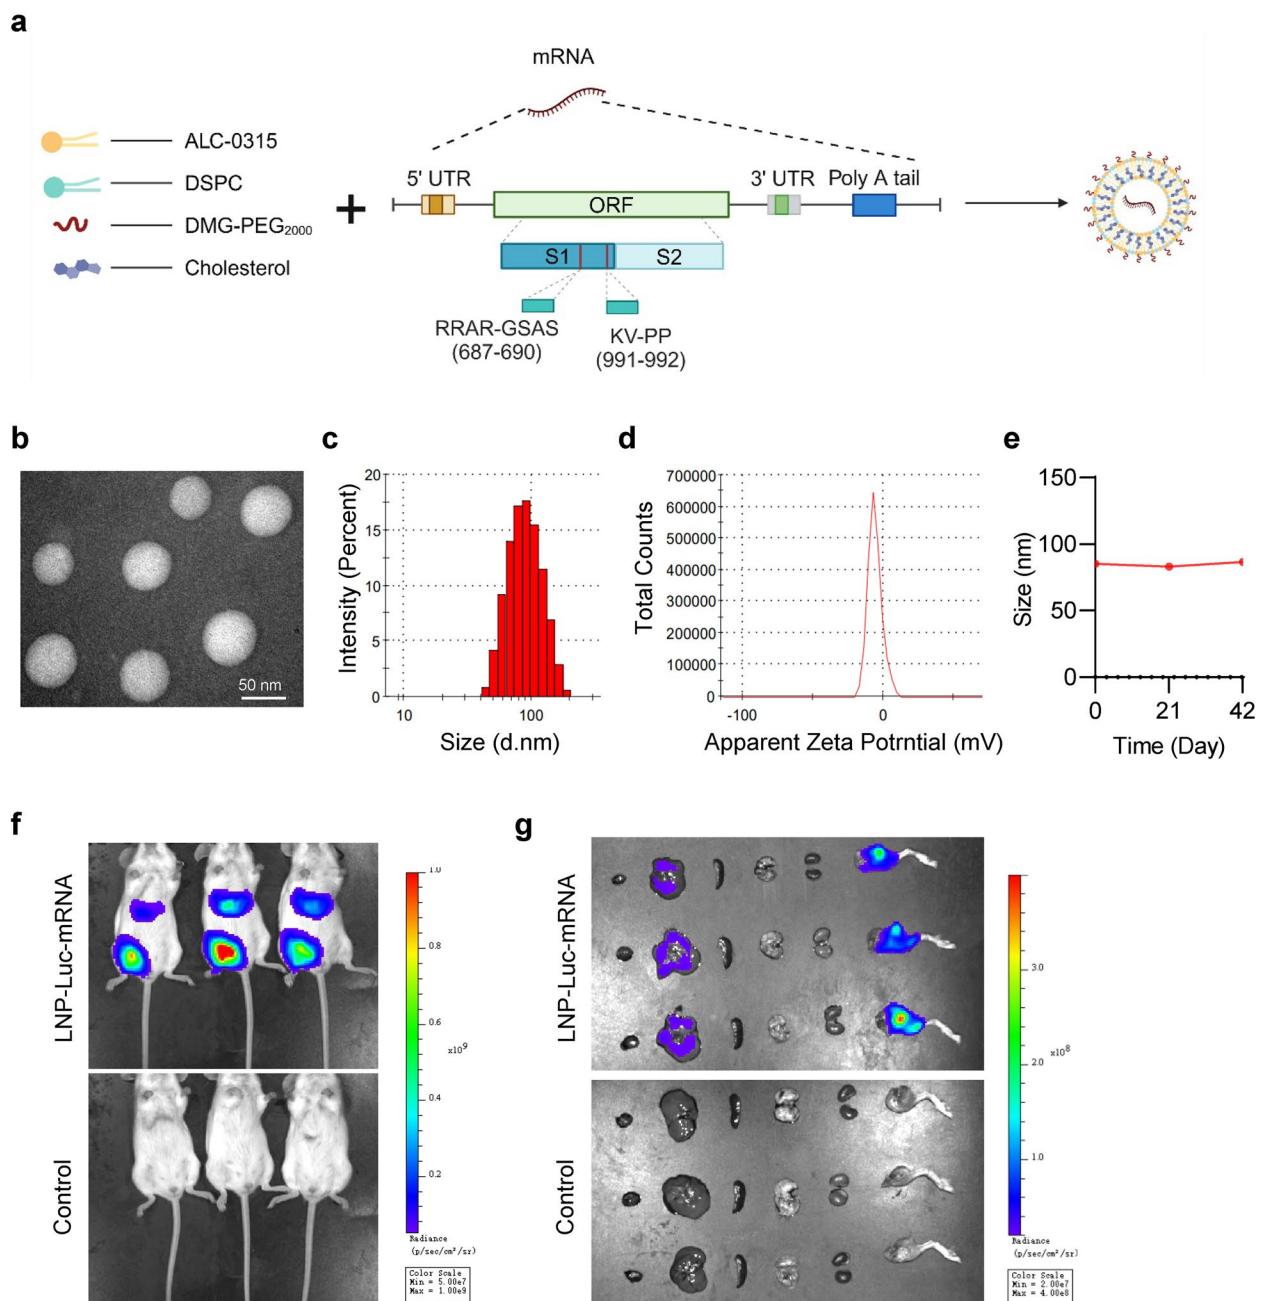 a
mRNA
ALC-0315
DSPC
DMG-PEG2000
Cholesterol
+
5' UTR
ORF
3' UTR
Poly A tail
S1
S2
RRAR-GSAS
(687-690)
KV-PP
(991-992)
b
50 nm
c
Intensity (Percent)
20
15
10
5
0
10
100
Size (d.nm)
d
Total Counts
700000
600000
500000
400000
300000
200000
100000
0
-100
0
Apparent Zeta Potrntial (mV)
e
Size (nm)
150
100
50
0
0
21
42
Time (Day)
f
LNP-Luc-mRNA
Control
1.0
0.8
0.6
x10⁹
0.4
0.2
Radiance
(p/sec/cm²/sr)
Color Scale
Min = 5.00e7
Max = 1.00e9
g
LNP-Luc-mRNA
Control
3.0
2.0
x10⁸
1.0
Radiance
(p/sec/cm²/sr)
Color Scale
Min = 2.00e7
Max = 4.00e8